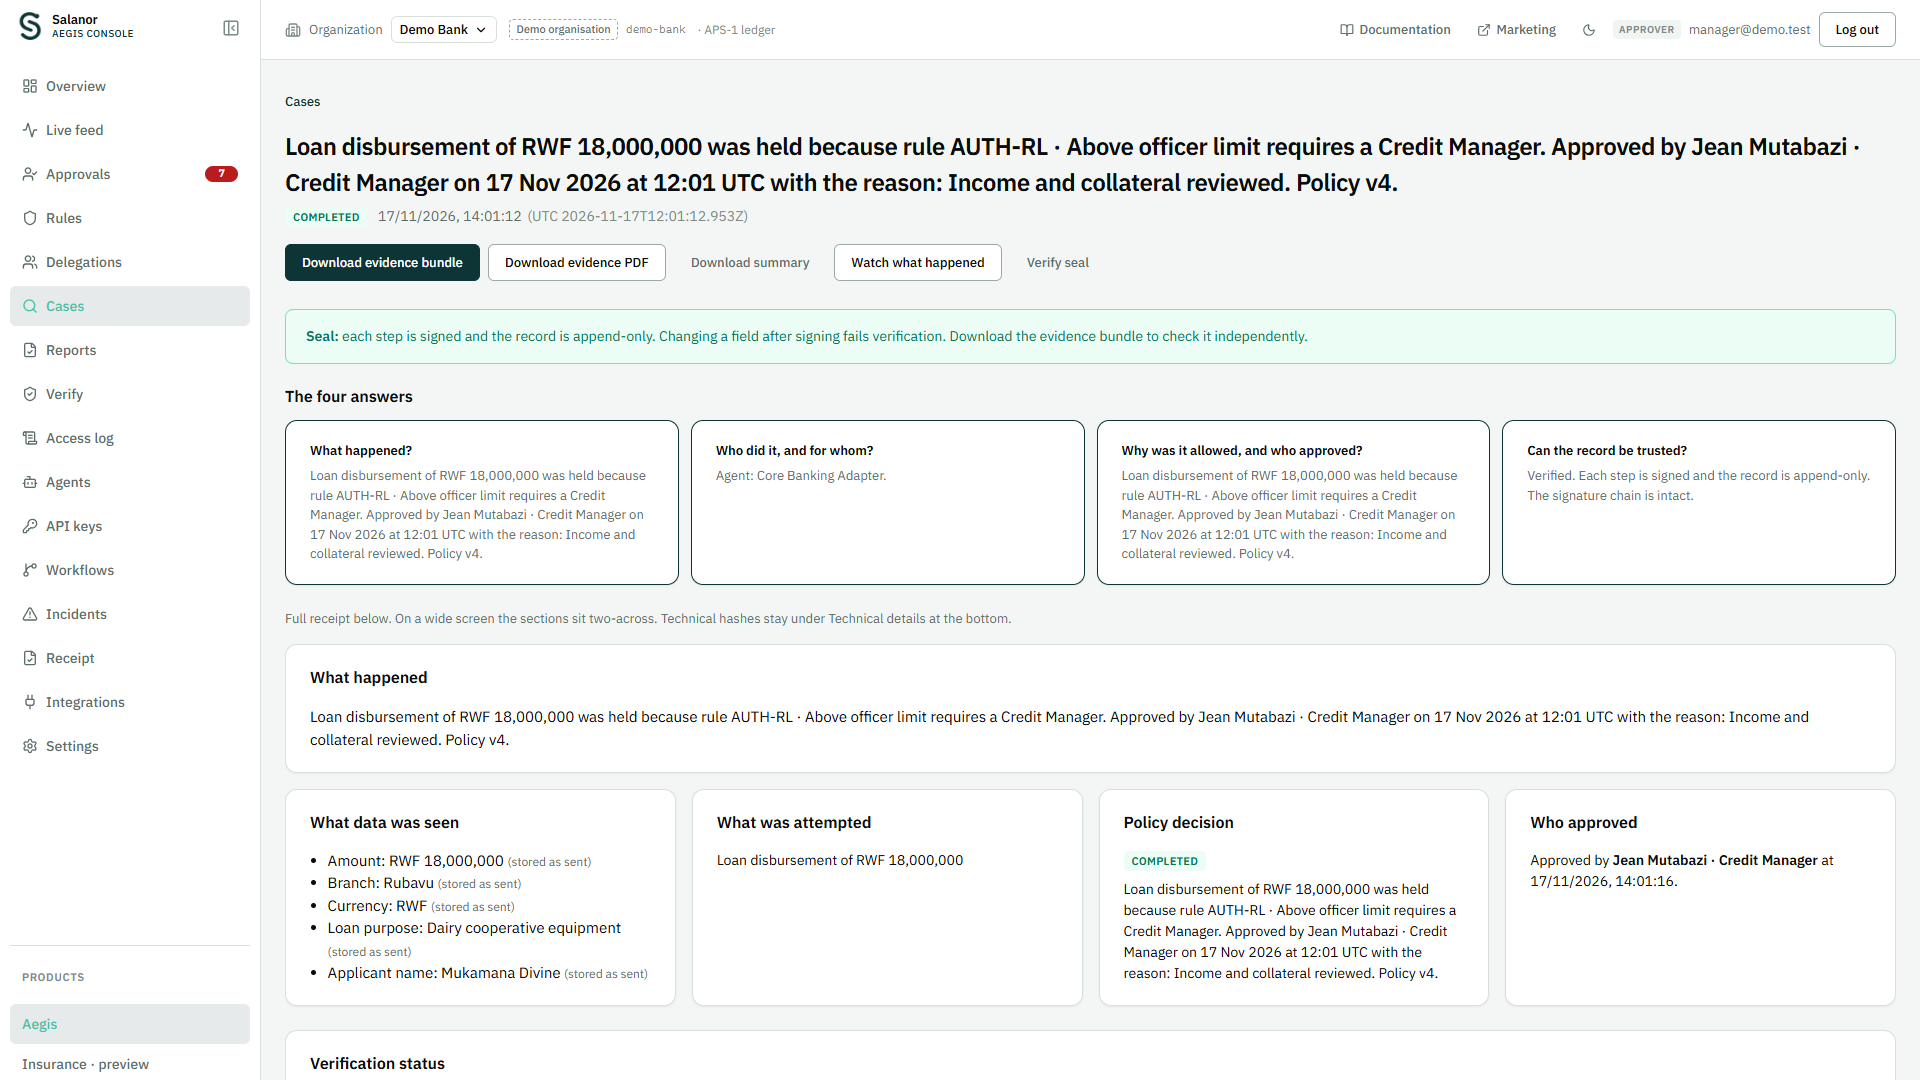 Salanor
AEGIS CONSOLE
Organization
Demo Bank
Demo organisation
demo-bank
· APS-1 ledger
Documentation
Marketing
APPROVER
manager@demo.test
Log out
Overview
Live feed
Approvals
7
Rules
Delegations
Cases
Reports
Verify
Access log
Agents
API keys
Workflows
Incidents
Receipt
Integrations
Settings
PRODUCTS
Aegis
Insurance · preview
Cases
Loan disbursement of RWF 18,000,000 was held because rule AUTH-RL · Above officer limit requires a Credit Manager. Approved by Jean Mutabazi ·
Credit Manager on 17 Nov 2026 at 12:01 UTC with the reason: Income and collateral reviewed. Policy v4.
COMPLETED 17/11/2026, 14:01:12 (UTC 2026-11-17T12:01:12.953Z)
Download evidence bundle
Download evidence PDF
Download summary
Watch what happened
Verify seal
Seal: each step is signed and the record is append-only. Changing a field after signing fails verification. Download the evidence bundle to check it independently.
The four answers
What happened?
Loan disbursement of RWF 18,000,000 was held because
rule AUTH-RL · Above officer limit requires a Credit
Manager. Approved by Jean Mutabazi · Credit Manager on
17 Nov 2026 at 12:01 UTC with the reason: Income and
collateral reviewed. Policy v4.
Who did it, and for whom?
Agent: Core Banking Adapter.
Why was it allowed, and who approved?
Loan disbursement of RWF 18,000,000 was held because
rule AUTH-RL · Above officer limit requires a Credit
Manager. Approved by Jean Mutabazi · Credit Manager on
17 Nov 2026 at 12:01 UTC with the reason: Income and
collateral reviewed. Policy v4.
Can the record be trusted?
Verified. Each step is signed and the record is append-only.
The signature chain is intact.
Full receipt below. On a wide screen the sections sit two-across. Technical hashes stay under Technical details at the bottom.
What happened
Loan disbursement of RWF 18,000,000 was held because rule AUTH-RL · Above officer limit requires a Credit Manager. Approved by Jean Mutabazi · Credit Manager on 17 Nov 2026 at 12:01 UTC with the reason: Income and
collateral reviewed. Policy v4.
What data was seen
• Amount: RWF 18,000,000 (stored as sent)
• Branch: Rubavu (stored as sent)
• Currency: RWF (stored as sent)
• Loan purpose: Dairy cooperative equipment
(stored as sent)
• Applicant name: Mukamana Divine (stored as sent)
What was attempted
Loan disbursement of RWF 18,000,000
Policy decision
COMPLETED
Loan disbursement of RWF 18,000,000 was held
because rule AUTH-RL · Above officer limit requires a
Credit Manager. Approved by Jean Mutabazi · Credit
Manager on 17 Nov 2026 at 12:01 UTC with the
reason: Income and collateral reviewed. Policy v4.
Who approved
Approved by Jean Mutabazi · Credit Manager at
17/11/2026, 14:01:16.
Verification status